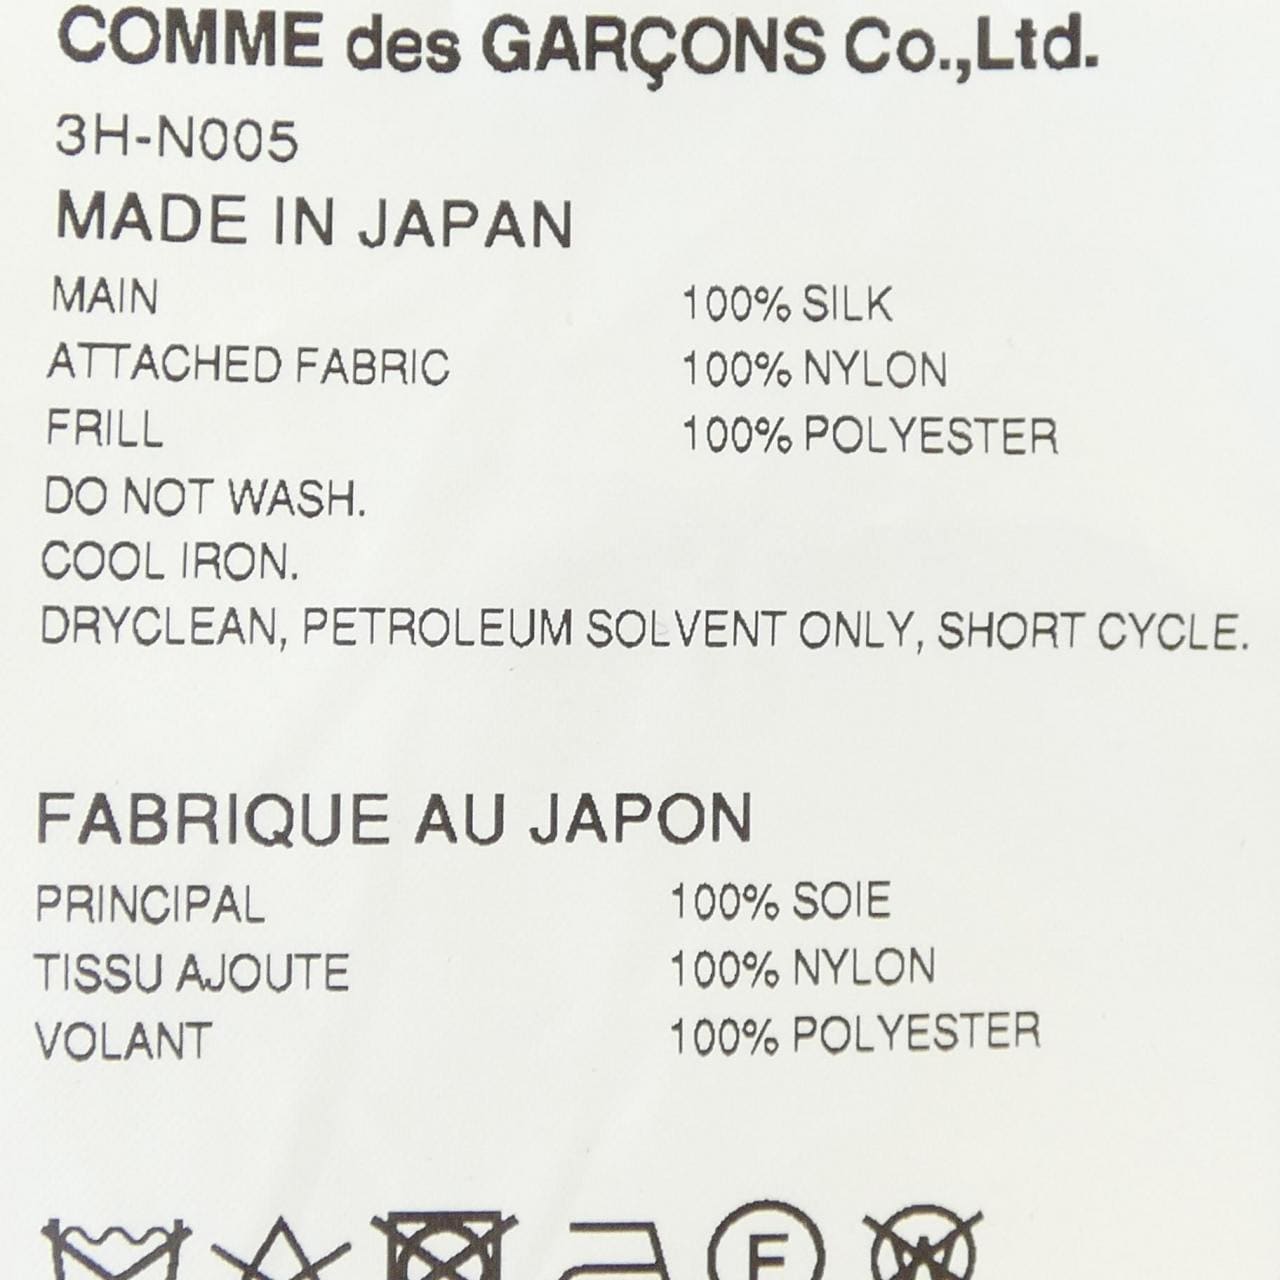 COMME des GARÇONS Co.,Ltd.
3H-N005
MADE IN JAPAN
MAIN 100% SILK
ATTACHED FABRIC 100% NYLON
FRILL 100% POLYESTER
DO NOT WASH.
COOL IRON.
DRYCLEAN, PETROLEUM SOLVENT ONLY, SHORT CYCLE.
FABRIQUE AU JAPON
PRINCIPAL 100% SOIE
TISSU AJOUTE 100% NYLON
VOLANT 100% POLYESTER
F W